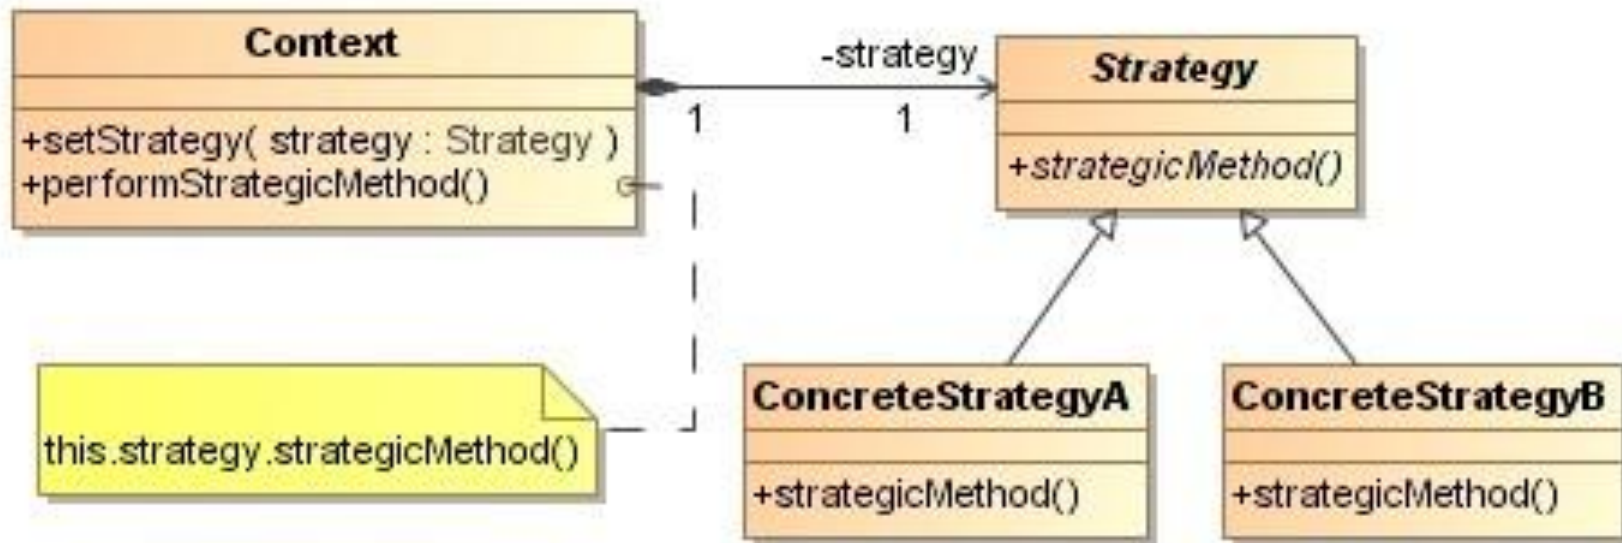 Context
+setStrategy( strategy : Strategy )
+performStrategicMethod()
-strategy
1
1
Strategy
+strategicMethod()
this.strategy.strategicMethod()
ConcreteStrategyA
+strategicMethod()
ConcreteStrategyB
+strategicMethod()